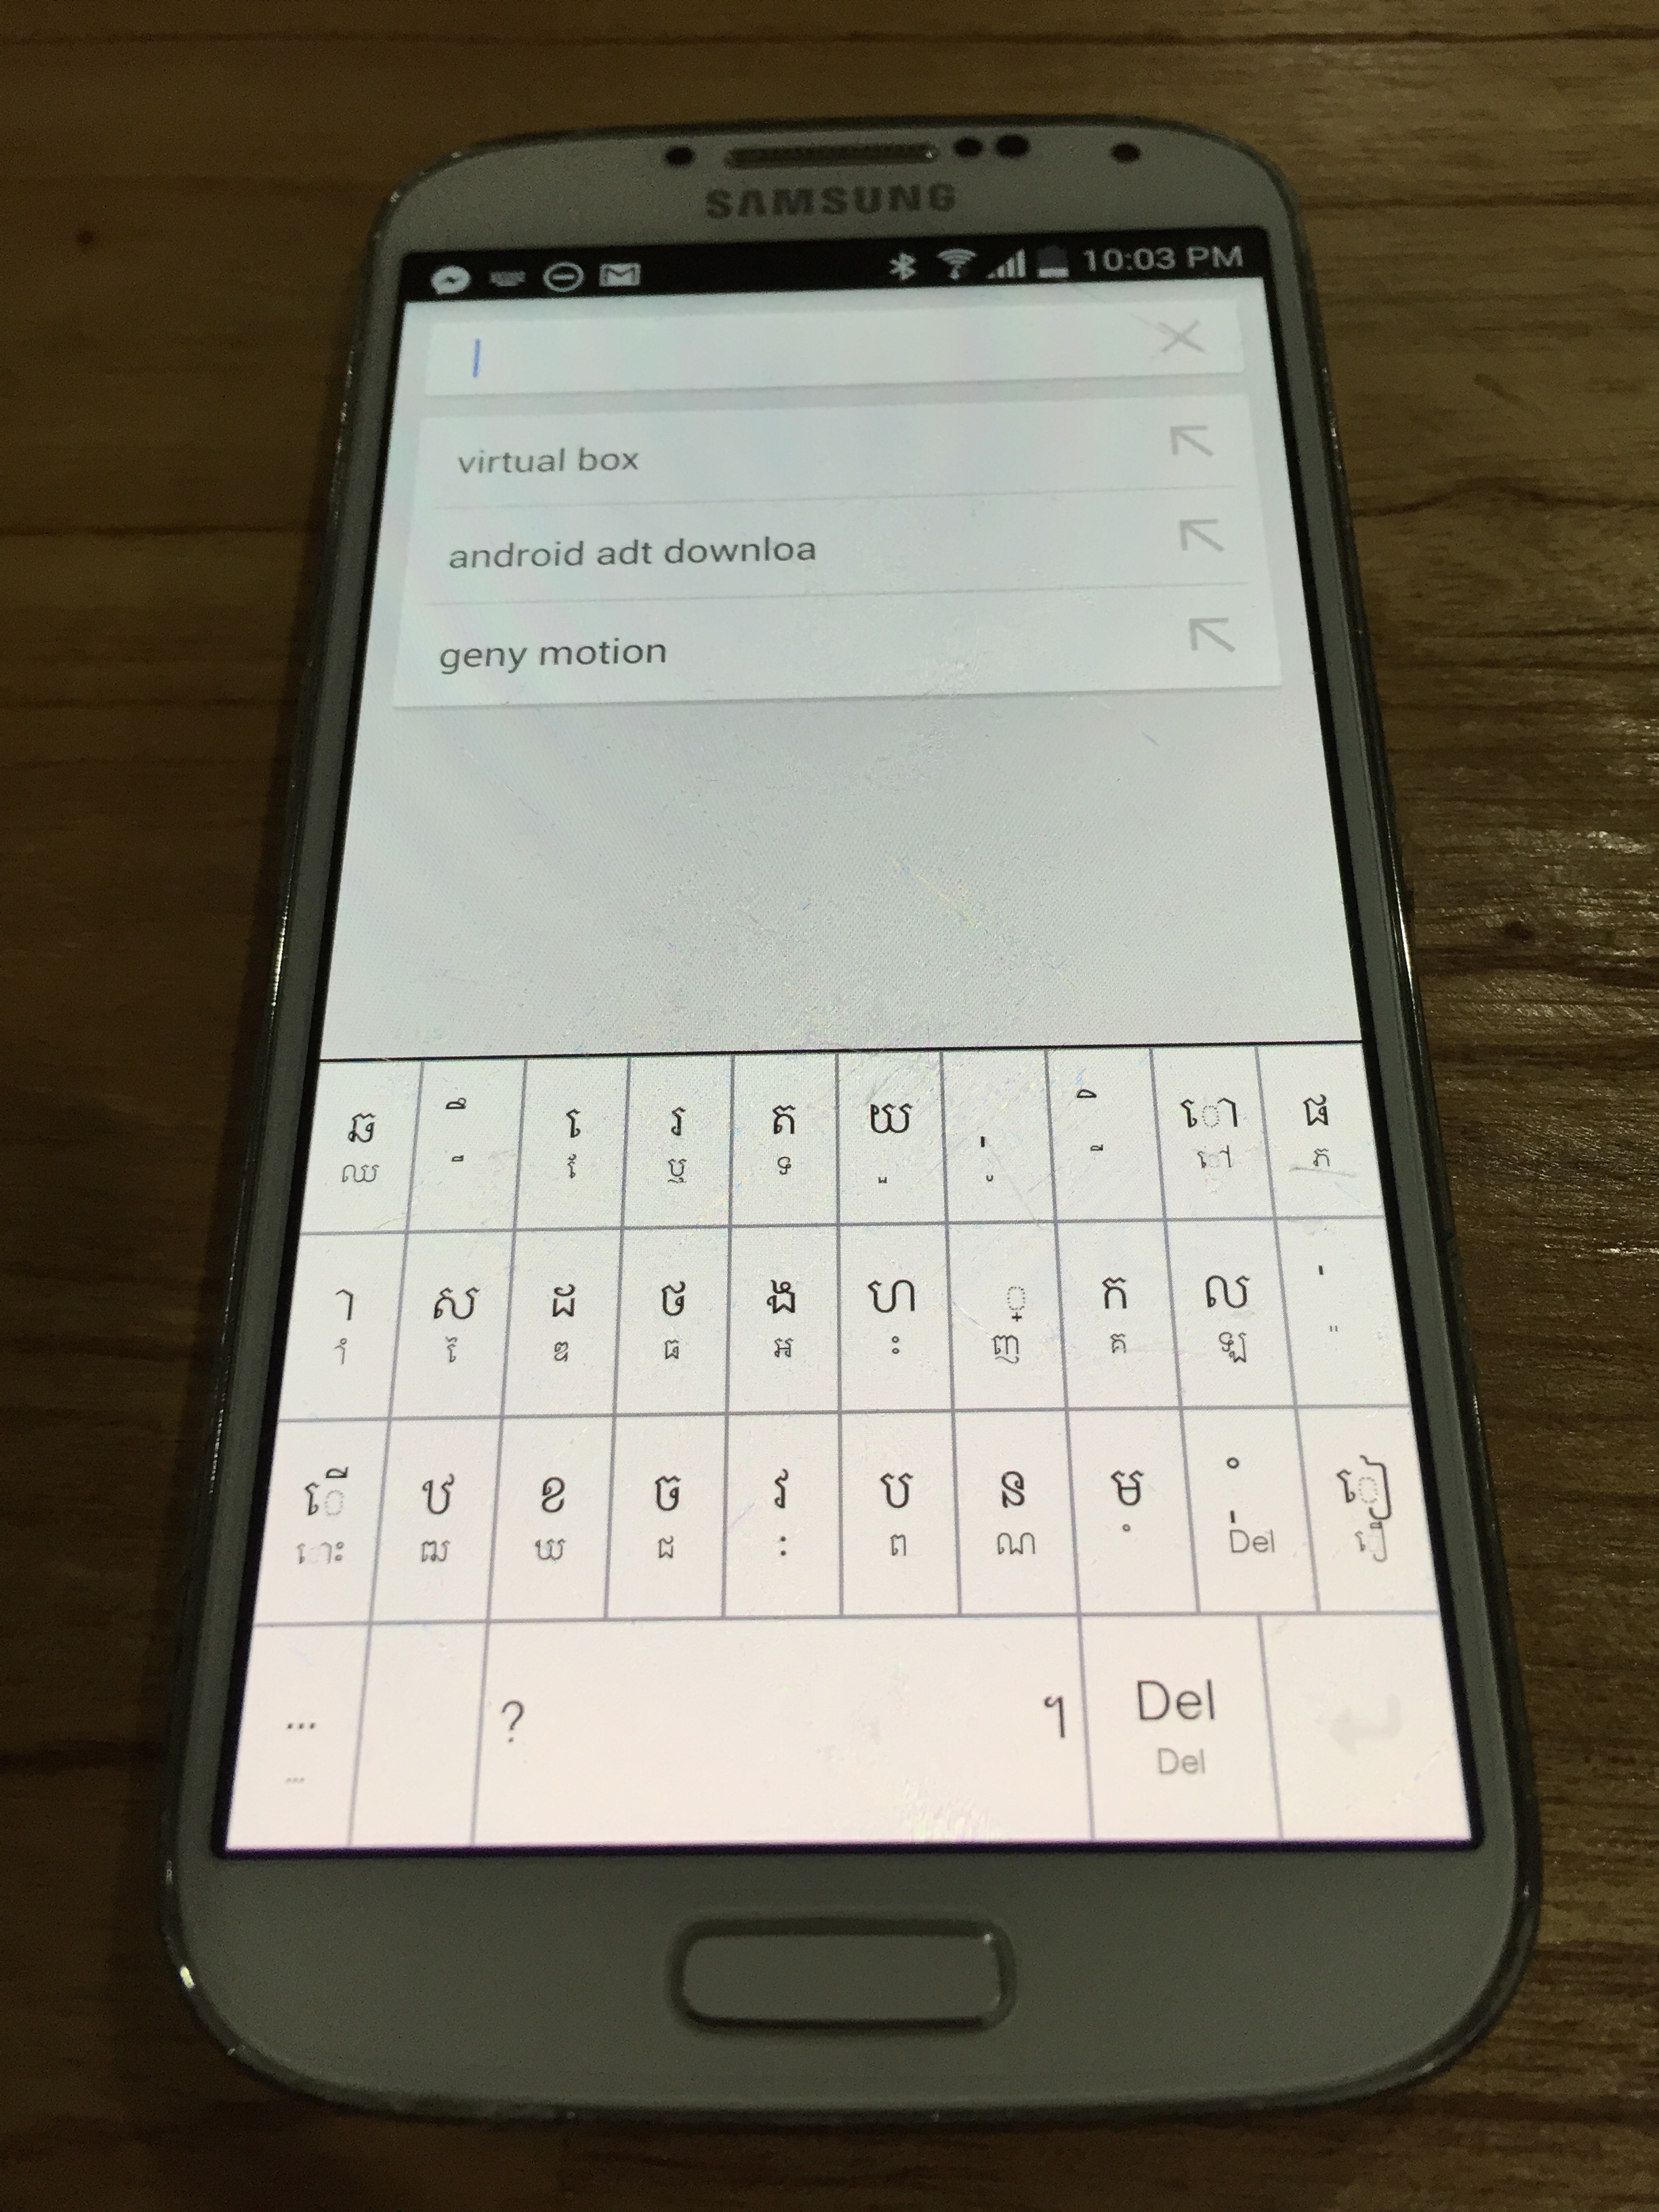 SAMSUNG
10:03 PM
virtual box
android adt downloa
geny motion
ឆ ឹ េ រ ត យ ុ ិ ោ ផ
ឈ ឺ ែ ឬ ទ ួ ូ ី ៅ ភ
ា ស ដ ថ ង ហ ្ ក ល ់
ាំ ៃ ឌ ធ អ ះ ញ គ ឡ ៉
ើ ឋ ខ ច វ ប ន ម ុំ ៀ
ោះ ឍ ឃ ជ : ព ណ ំ Del ឿ
... ? ៗ Del
... Del